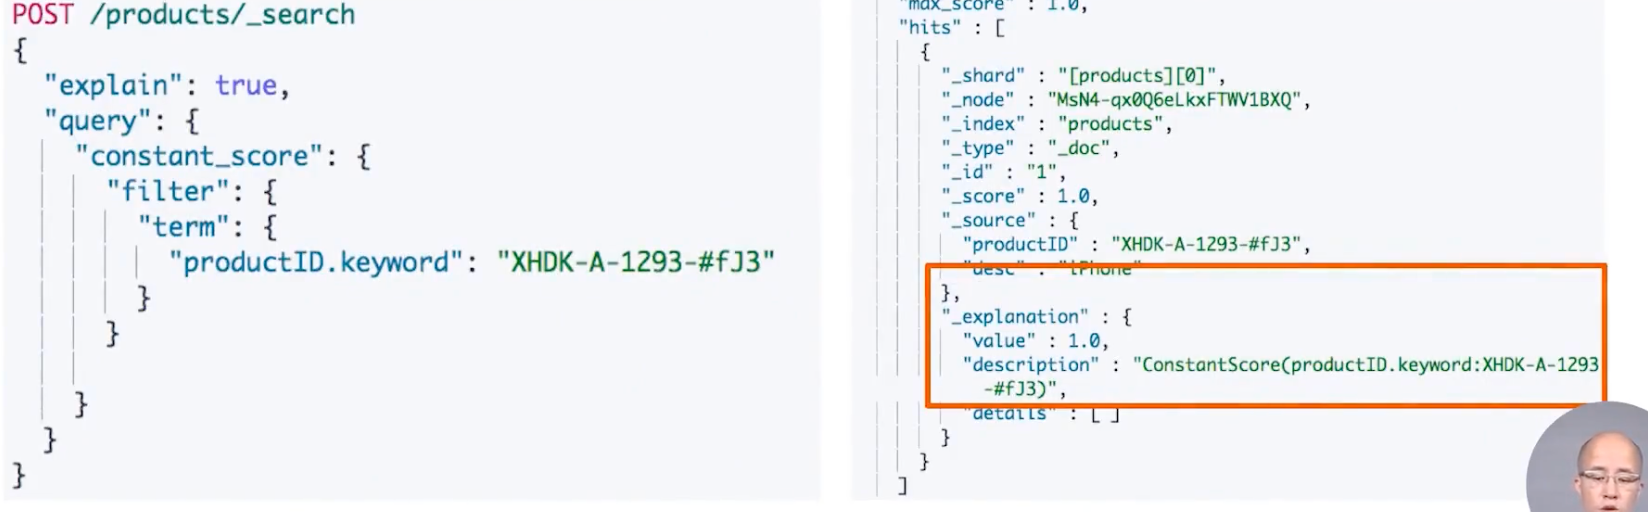 POST /products/_search
{
"explain": true,
"query": {
"constant_score": {
"filter": {
"term": {
"productID.keyword": "XHDK-A-1293-#fJ3"
}
}
}
}
}
"max_score" : 1.0,
"hits" : [
{
"_shard" : "[products][0]",
"_node" : "MsN4-qx0Q6eLkxFTWV1BXQ",
"_index" : "products",
"_type" : "_doc",
"_id" : "1",
"_score" : 1.0,
"_source" : {
"productID" : "XHDK-A-1293-#fJ3",
"desc" : "iPhone"
},
"_explanation" : {
"value" : 1.0,
"description" : "ConstantScore(productID.keyword:XHDK-A-1293
-#fJ3)",
"details" : [ ]
}
}
]